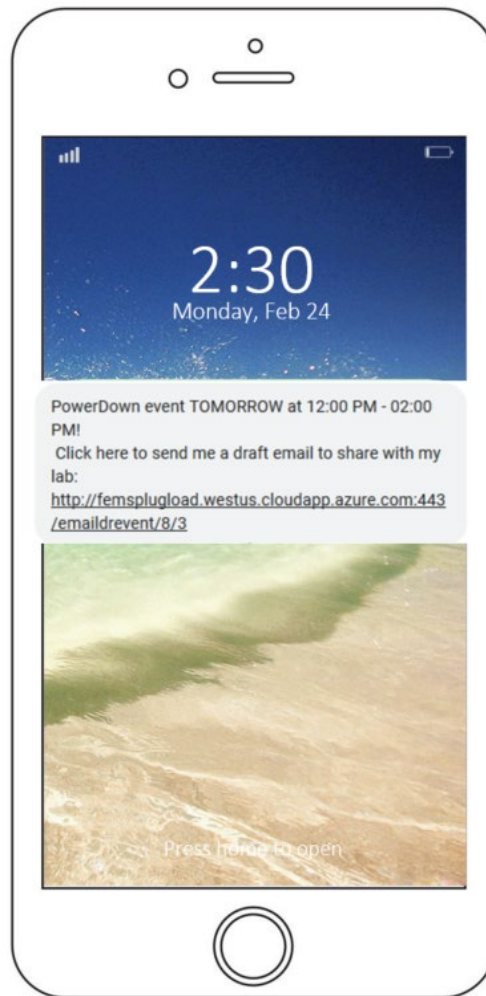 2:30
Monday, Feb 24
PowerDown event TOMORROW at 12:00 PM - 02:00
PM!
Click here to send me a draft email to share with my
lab:
http://femsplugload.westus.cloudapp.azure.com:443
/emaildrevent/8/3
Press home to open